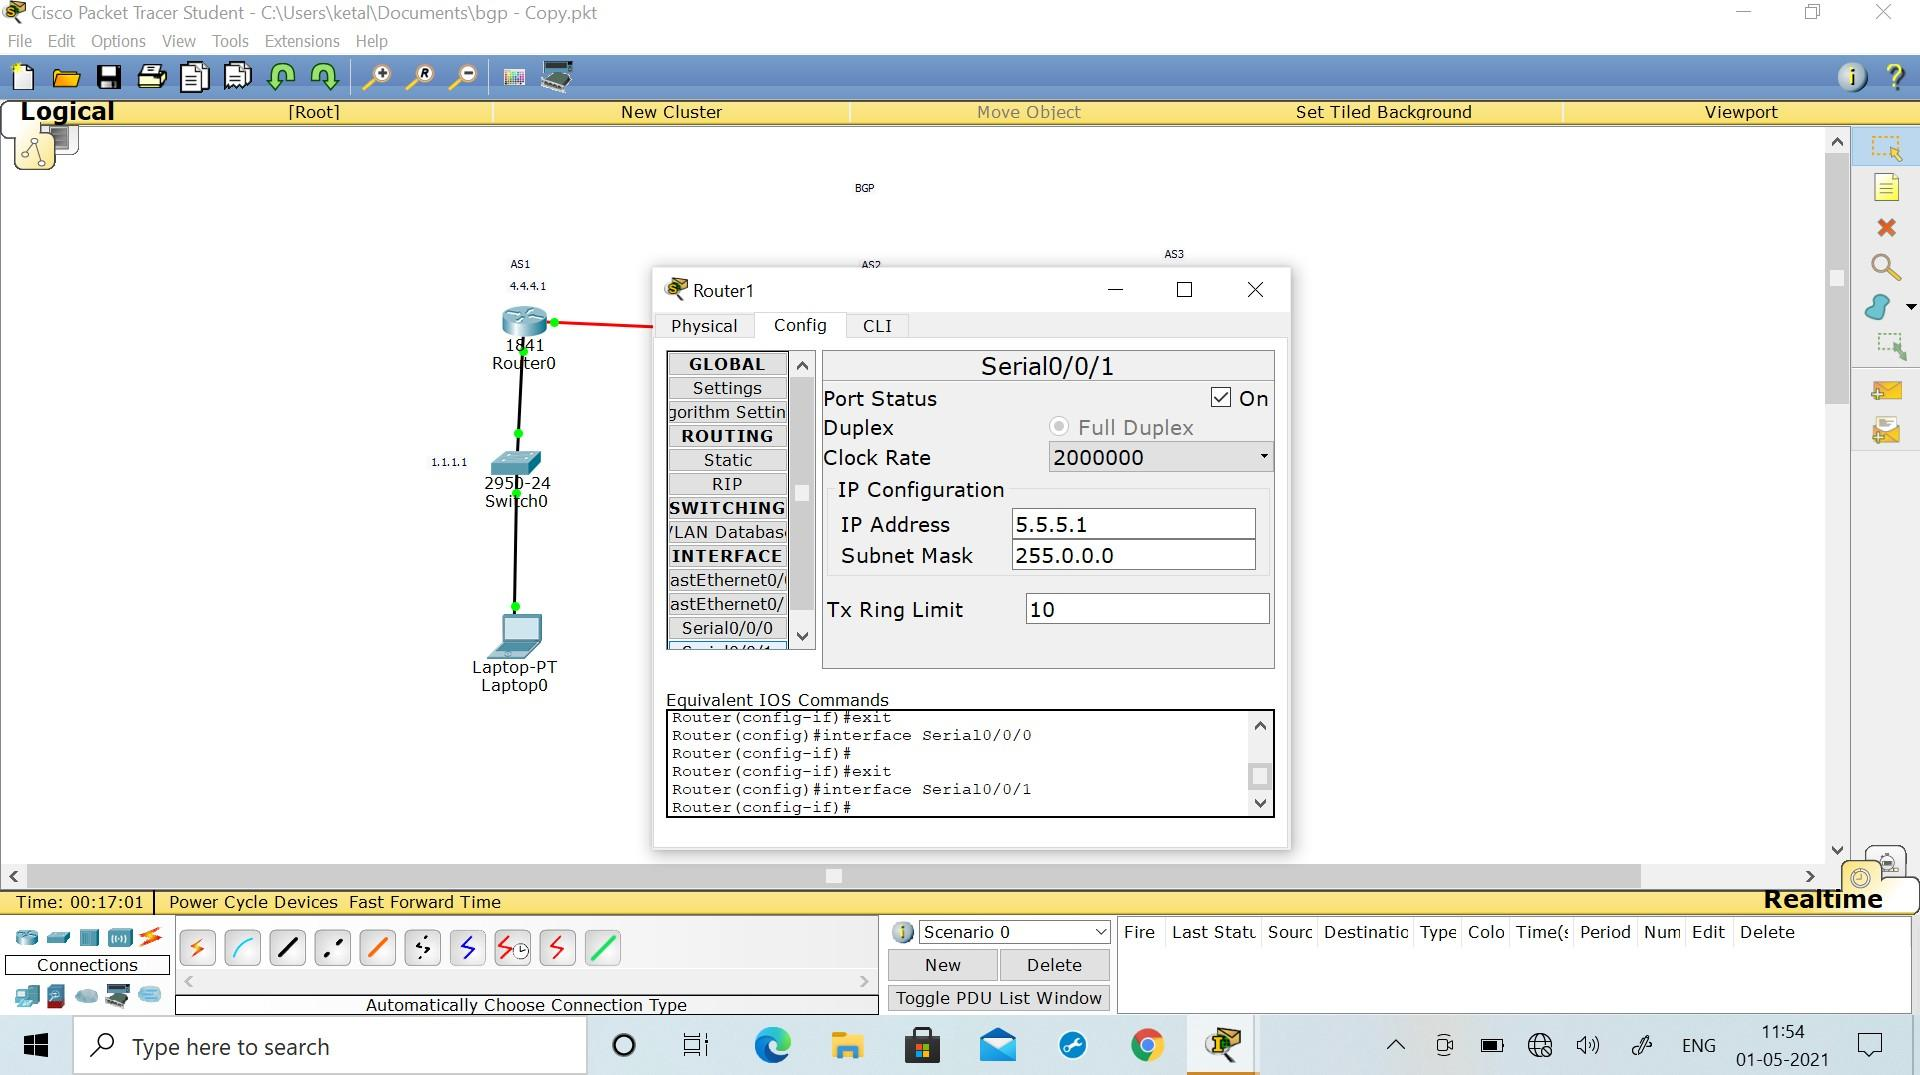 Cisco Packet Tracer Student - C:\Users\ketal\Documents\bgp - Copy.pkt
File Edit Options View Tools Extensions Help
Logical [Root] New Cluster Move Object Set Tiled Background Viewport
BGP
AS1
AS2
AS3
4.4.4.1
1841
Router0
1.1.1.1
2950-24
Switch0
Laptop-PT
Laptop0
Router1
Physical Config CLI
GLOBAL
Settings
gorithm Settin
ROUTING
Static
RIP
SWITCHING
VLAN Databas
INTERFACE
astEthernet0/
astEthernet0/
Serial0/0/0
Serial0/0/1
Serial0/0/1
Port Status On
Duplex Full Duplex
Clock Rate 2000000
IP Configuration
IP Address 5.5.5.1
Subnet Mask 255.0.0.0
Tx Ring Limit 10
Equivalent IOS Commands
Router(config-if)#exit
Router(config)#interface Serial0/0/0
Router(config-if)#
Router(config-if)#exit
Router(config)#interface Serial0/0/1
Router(config-if)#
Time: 00:17:01 Power Cycle Devices Fast Forward Time Realtime
Connections
Automatically Choose Connection Type
Scenario 0
New Delete
Toggle PDU List Window
Fire Last Statu Sourc Destinatio Type Colo Time(s Period Num Edit Delete
Type here to search
ENG
11:54
01-05-2021